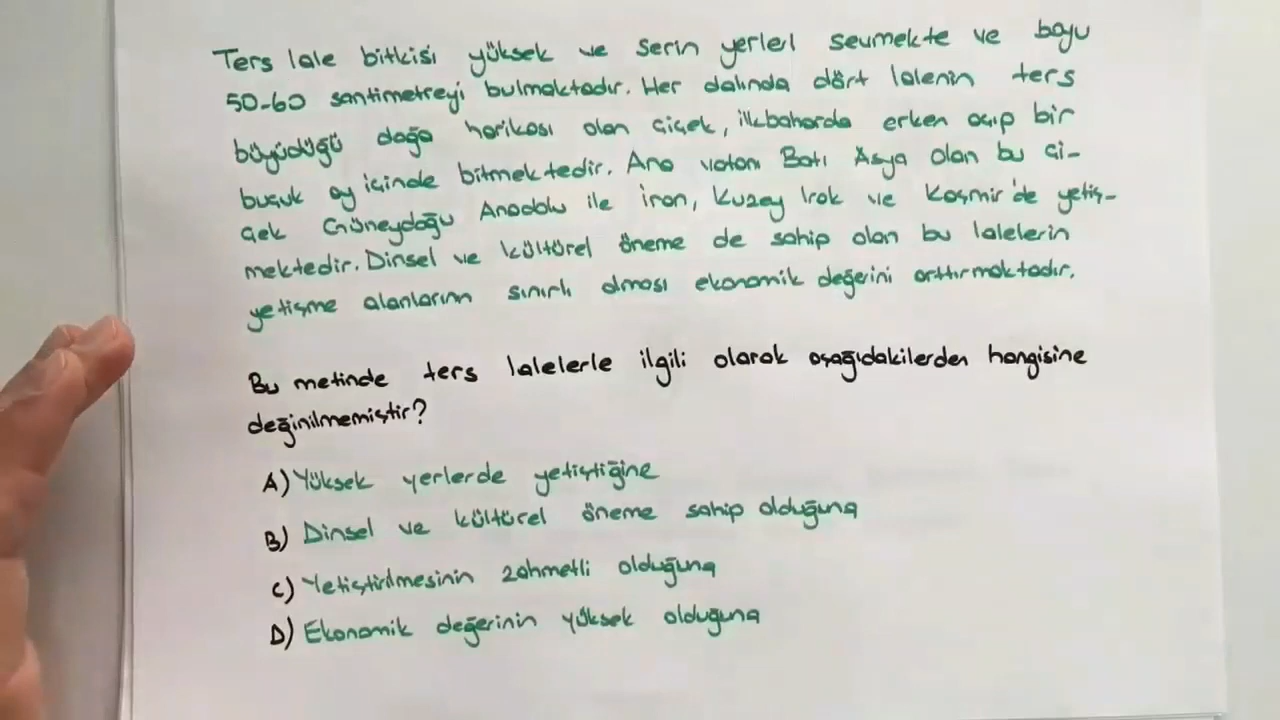 Ters lale bitkisi yüksek ve serin yerleri sevmekte ve boyu
50-60 santimetreyi bulmaktadır. Her dalında dört lalenin ters
büyüdüğü doğa harikası olan çiçek, ilkbaharda erken açıp bir
buçuk ay içinde bitmektedir. Ana vatanı Batı Asya olan bu çi-
çek Güneydoğu Anadolu ile İran, Kuzey Irak ve Keşmir'de yetiş-
mektedir. Dinsel ve kültürel öneme de sahip olan bu lalelerin
yetişme alanlarının sınırlı olması ekonomik değerini arttırmaktadır.
Bu metinde ters lalelerle ilgili olarak aşağıdakilerden hangisine
değinilmemiştir?
A) Yüksek yerlerde yetiştiğine
B) Dinsel ve kültürel öneme sahip olduğuna
C) Yetiştirilmesinin zahmetli olduğuna
D) Ekonomik değerinin yüksek olduğuna